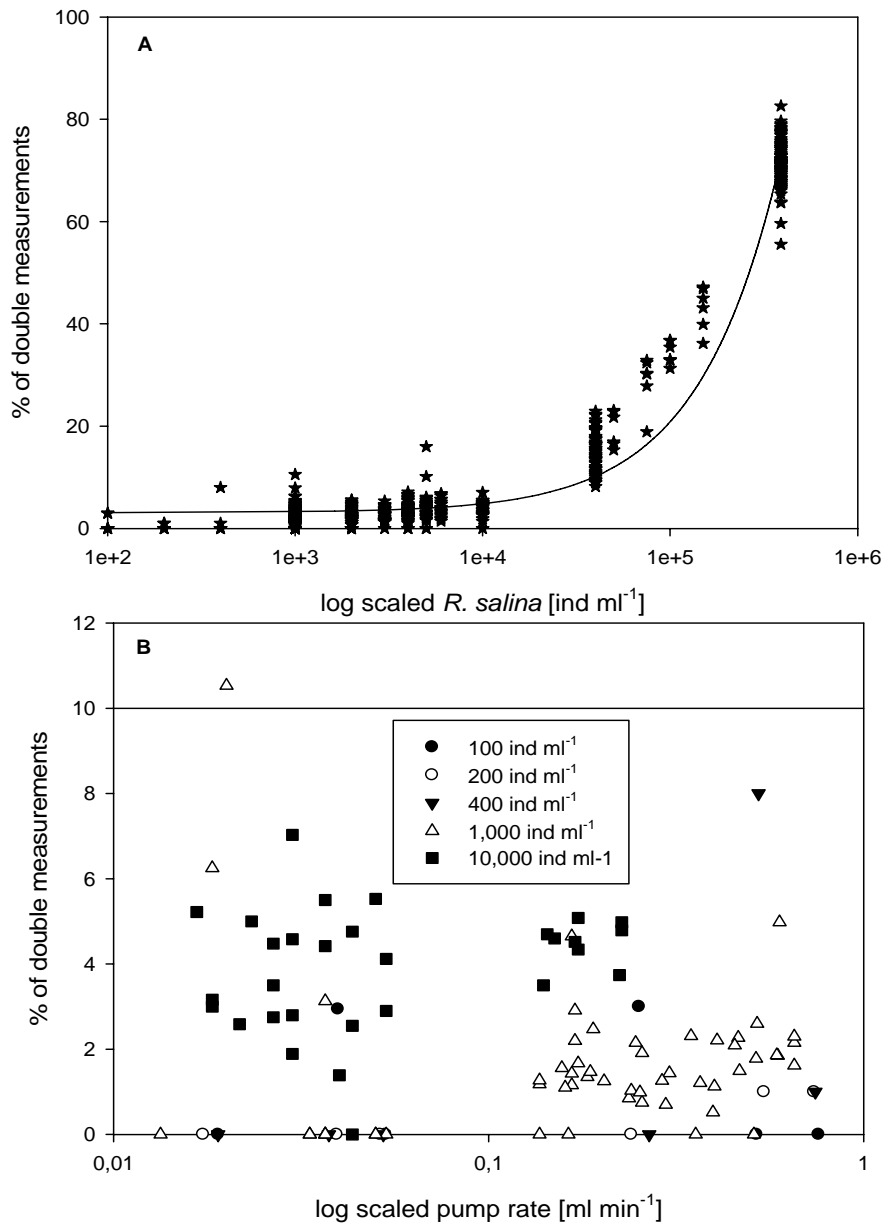 A
% of double measurements
100
80
60
40
20
0
1e+2 1e+3 1e+4 1e+5 1e+6
log scaled R. salina [ind ml⁻¹]
B
% of double measurements
12
10
8
6
4
2
0
100 ind ml⁻¹
200 ind ml⁻¹
400 ind ml⁻¹
1,000 ind ml⁻¹
10,000 ind ml-1
0,01 0,1 1
log scaled pump rate [ml min⁻¹]